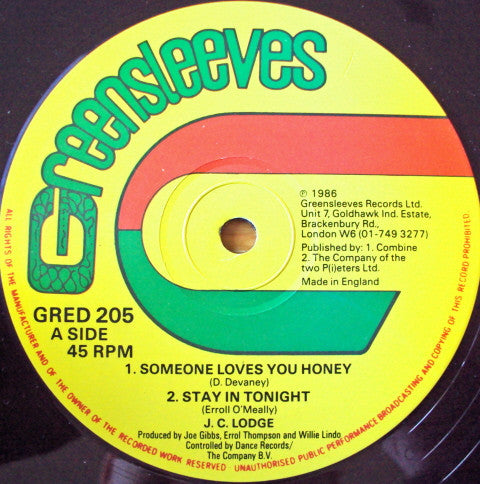 Greensleeves
℗ 1986
Greensleeves Records Ltd.
Unit 7, Goldhawk Ind. Estate,
Brackenbury Rd.,
London W6 (01-749 3277)
Published by: 1. Combine
2. The Company of the
two P(i)eters Ltd.
Made in England
GRED 205
A SIDE
45 RPM
1. SOMEONE LOVES YOU HONEY
(D. Devaney)
2. STAY IN TONIGHT
(Erroll O'Meally)
J. C. LODGE
Produced by Joe Gibbs, Errol Thompson and Willie Lindo
Controlled by Dance Records/
The Company B.V.
ALL RIGHTS OF THE MANUFACTURER AND OF THE OWNER OF THE RECORDED WORK RESERVED · UNAUTHORISED PUBLIC PERFORMANCE BROADCASTING AND COPYING OF THIS RECORD PROHIBITED